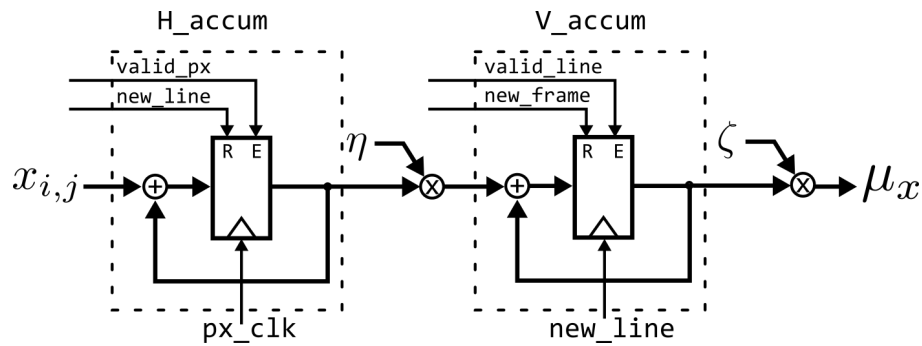 H_accum
V_accum
valid_px
new_line
valid_line
new_frame
R E
R E
η
ζ
x_{i,j}
+
x
+
x
μ_x
px_clk
new_line